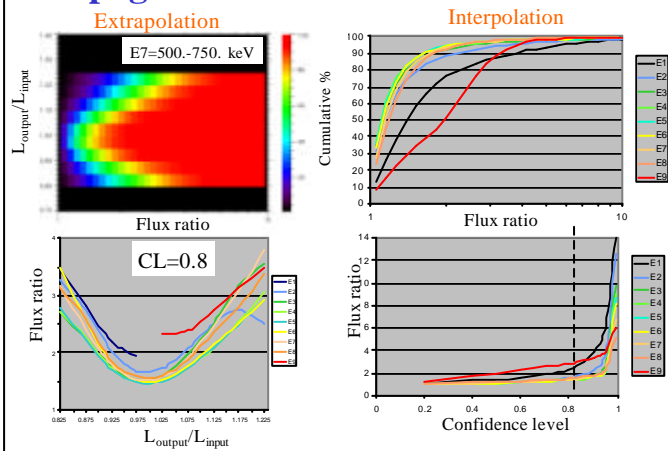 Extrapolation
Interpolation
E7=500.-750. keV
L_output/L_input
Flux ratio
Cumulative %
100
90
80
70
60
50
40
30
20
10
0
1
10
Flux ratio
E1
E2
E3
E4
E5
E6
E7
E8
E9
CL=0.8
Flux ratio
4
3
2
1
0.825 0.875 0.925 0.975 1.025 1.075 1.125 1.175 1.225
L_output/L_input
E1
E2
E3
E4
E5
E6
E7
E8
E9
Flux ratio
14
12
10
8
6
4
2
0
0 0.2 0.4 0.6 0.8 1
Confidence level
E1
E2
E3
E4
E5
E6
E7
E8
E9